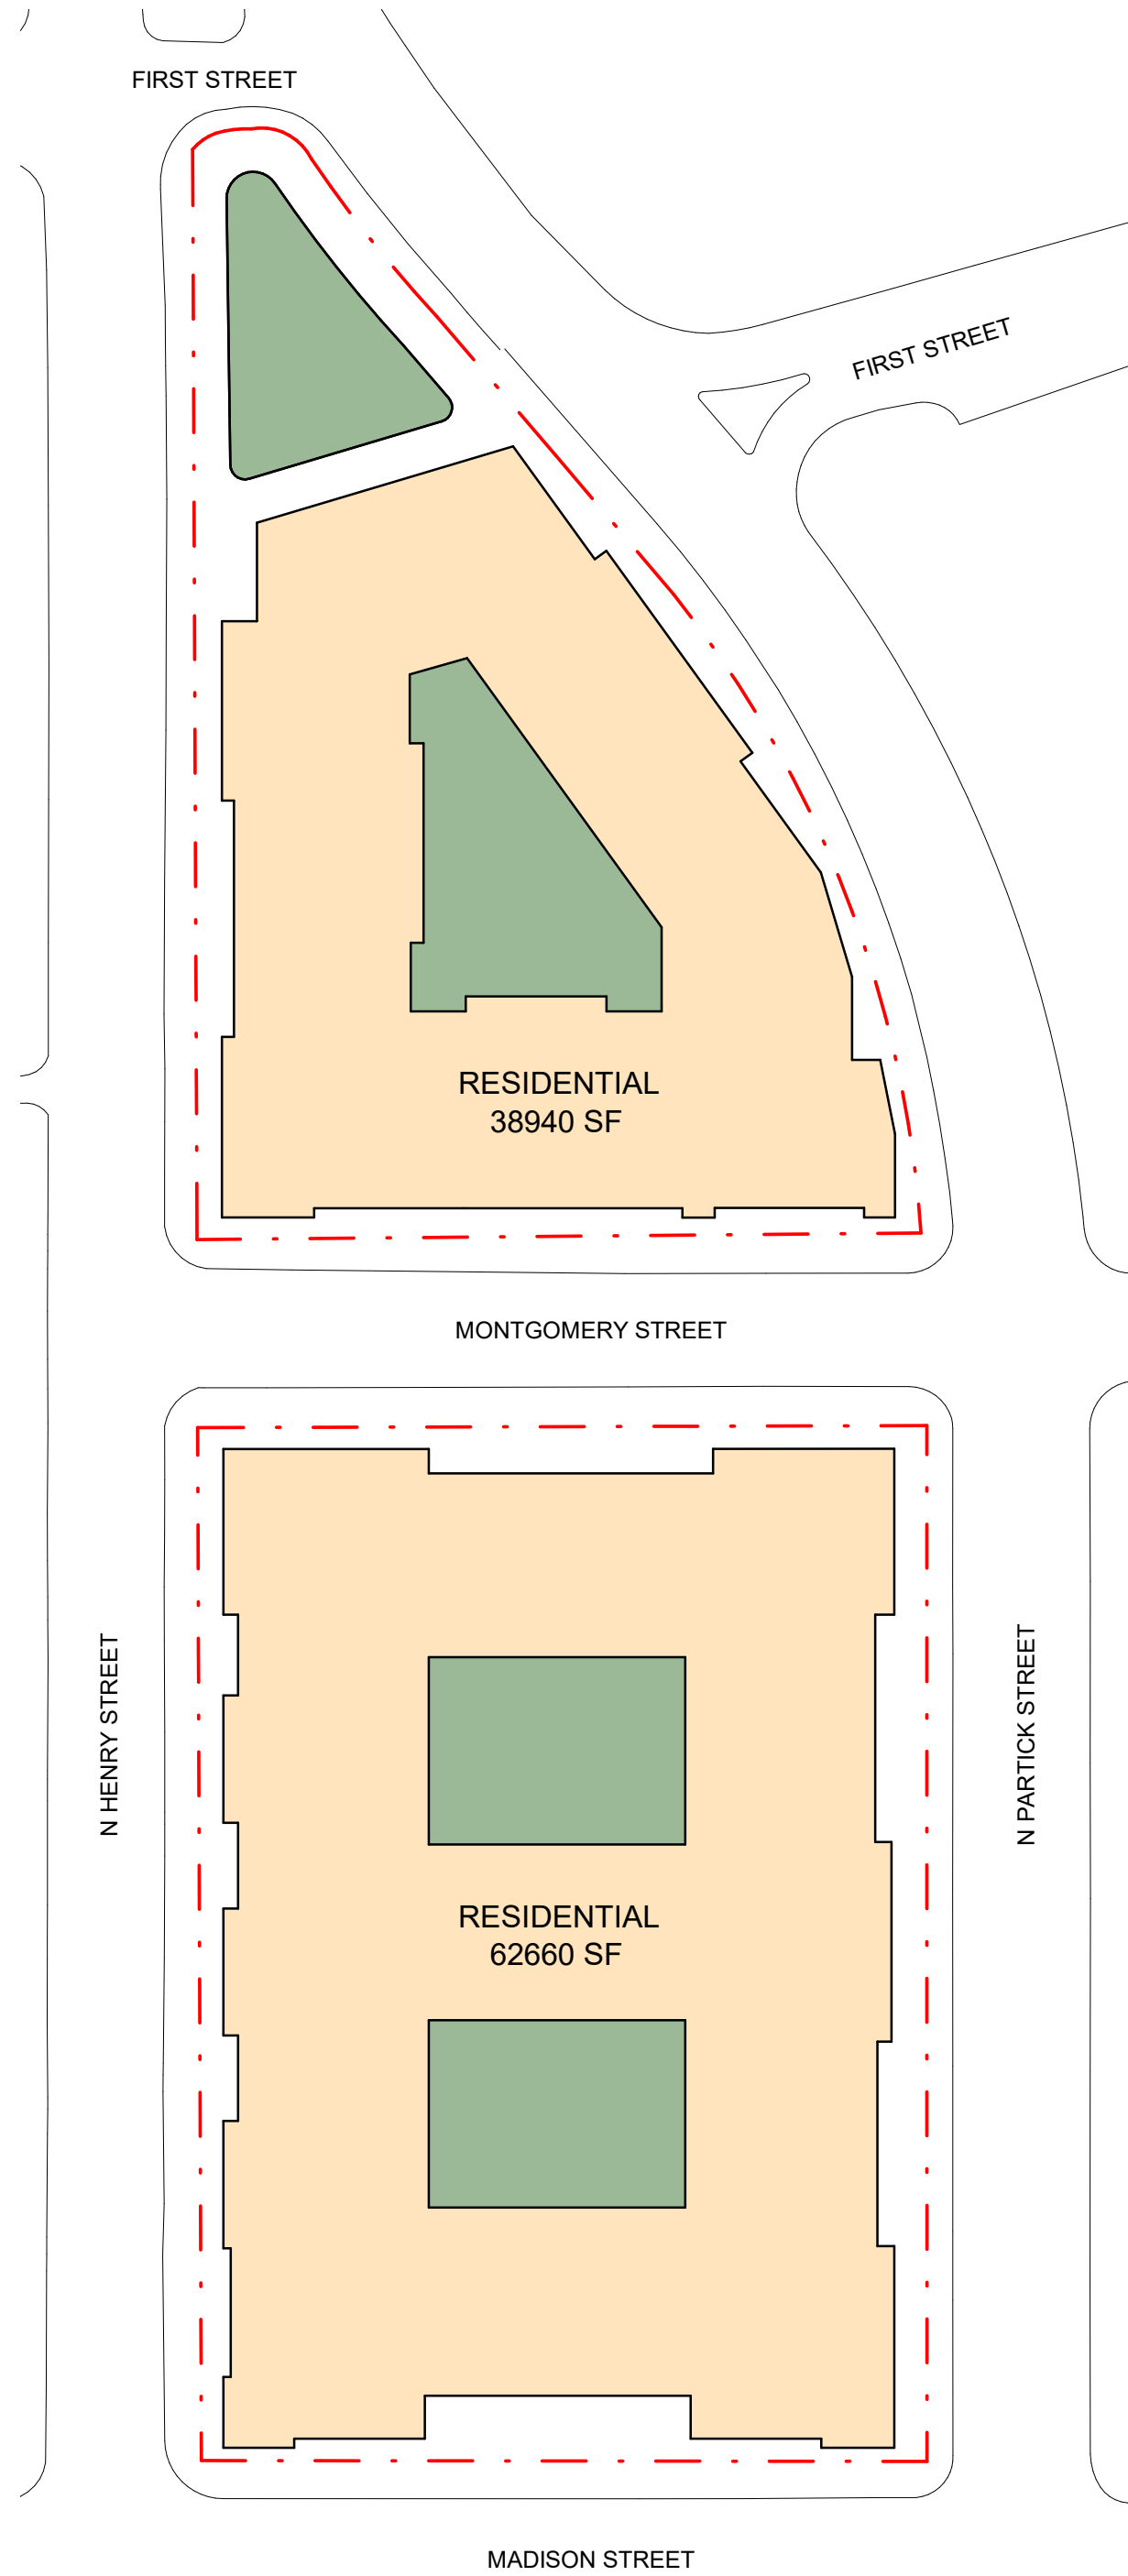 FIRST STREET
FIRST STREET
RESIDENTIAL
38940 SF
MONTGOMERY STREET
N HENRY STREET
N PARTICK STREET
RESIDENTIAL
62660 SF
MADISON STREET